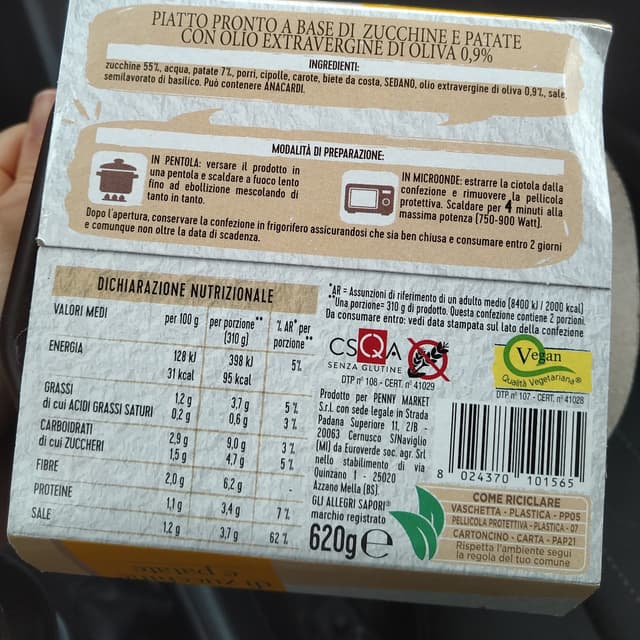 PIATTO PRONTO A BASE DI ZUCCHINE E PATATE
CON OLIO EXTRAVERGINE DI OLIVA 0,9%
INGREDIENTI:
zucchine 55%, acqua, patate 7%, porri, cipolle, carote, biete da costa, SEDANO, olio extravergine di oliva 0,9%, sale,
semilavorato di basilico. Può contenere ANACARDI.
MODALITÀ DI PREPARAZIONE:
IN PENTOLA: versare il prodotto in
una pentola e scaldare a fuoco lento
fino ad ebollizione mescolando di
tanto in tanto.
IN MICROONDE: estrarre la ciotola dalla
confezione e rimuovere la pellicola
protettiva. Scaldare per 4 minuti alla
massima potenza (750-900 Watt).
Dopo l'apertura, conservare la confezione in frigorifero assicurandosi che sia ben chiusa e consumare entro 2 giorni
e comunque non oltre la data di scadenza.
DICHIARAZIONE NUTRIZIONALE
VALORI MEDI per 100 g per porzione** (310 g) % AR* per porzione**
ENERGIA 128 kJ 398 kJ 5%
31 kcal 95 kcal
GRASSI 1,2 g 3,7 g 5%
di cui ACIDI GRASSI SATURI 0,2 g 0,6 g 3%
CARBOIDRATI 2,9 g 9,0 g 3%
di cui ZUCCHERI 1,5 g 4,7 g 5%
FIBRE 2,0 g 6,2 g -
PROTEINE 1,1 g 3,4 g 7%
SALE 1,2 g 3,7 g 62%
*AR = Assunzioni di riferimento di un adulto medio (8400 kJ / 2000 kcal)
**Una porzione= 310 g di prodotto. Questa confezione contiene 2 porzioni.
Da consumare entro: vedi data stampata sul lato della confezione
CSQA
SENZA GLUTINE
DTP n° 108 - CERT. n° 41029
Vegan
Qualità Vegetariana®
DTP n° 107 - CERT. n° 41028
Prodotto per PENNY MARKET
S.r.l. con sede legale in Strada
Padana Superiore 11, 2/B -
20063 Cernusco S/Naviglio
(MI) da Euroverde soc. agr. Srl
nello stabilimento di via
Quinzano 1 - 25020
Azzano Mella (BS).
GLI ALLEGRI SAPORI®
marchio registrato
620g e
8 024370 101565
COME RICICLARE
VASCHETTA - PLASTICA - PP05
PELLICOLA PROTETTIVA - PLASTICA - 07
CARTONCINO - CARTA - PAP21
Rispetta l'ambiente segui
la regola del tuo comune
di zucchine
e patate